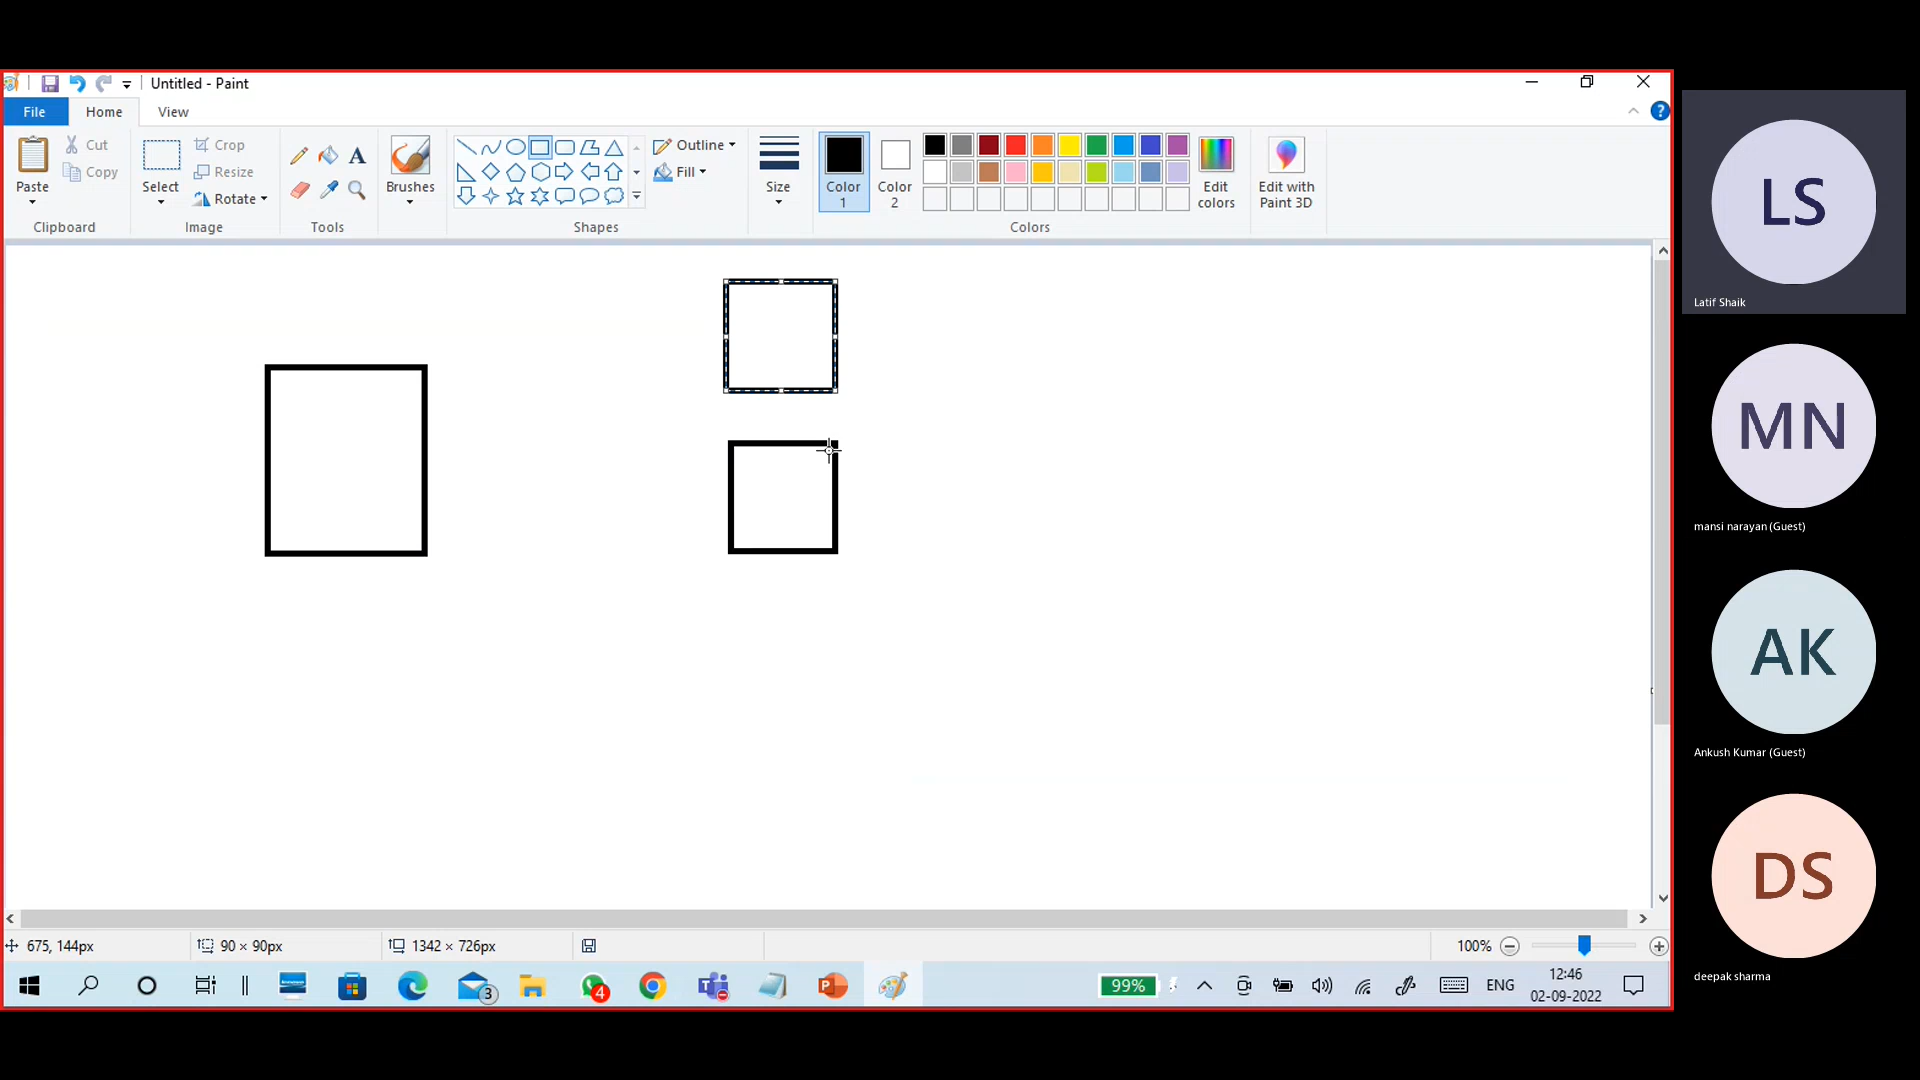 Untitled - Paint
File Home View
Paste
Cut
Copy
Clipboard
Select
Crop
Resize
Rotate
Image
A
Tools
Brushes
Shapes
Outline
Fill
Size
Color 1
Color 2
Edit colors
Colors
Edit with Paint 3D
?
LS
Latif Shaik
MN
mansi narayan (Guest)
AK
Ankush Kumar (Guest)
DS
deepak sharma
675, 144px
90 × 90px
1342 × 726px
100%
3
4
99%
ENG
12:46
02-09-2022